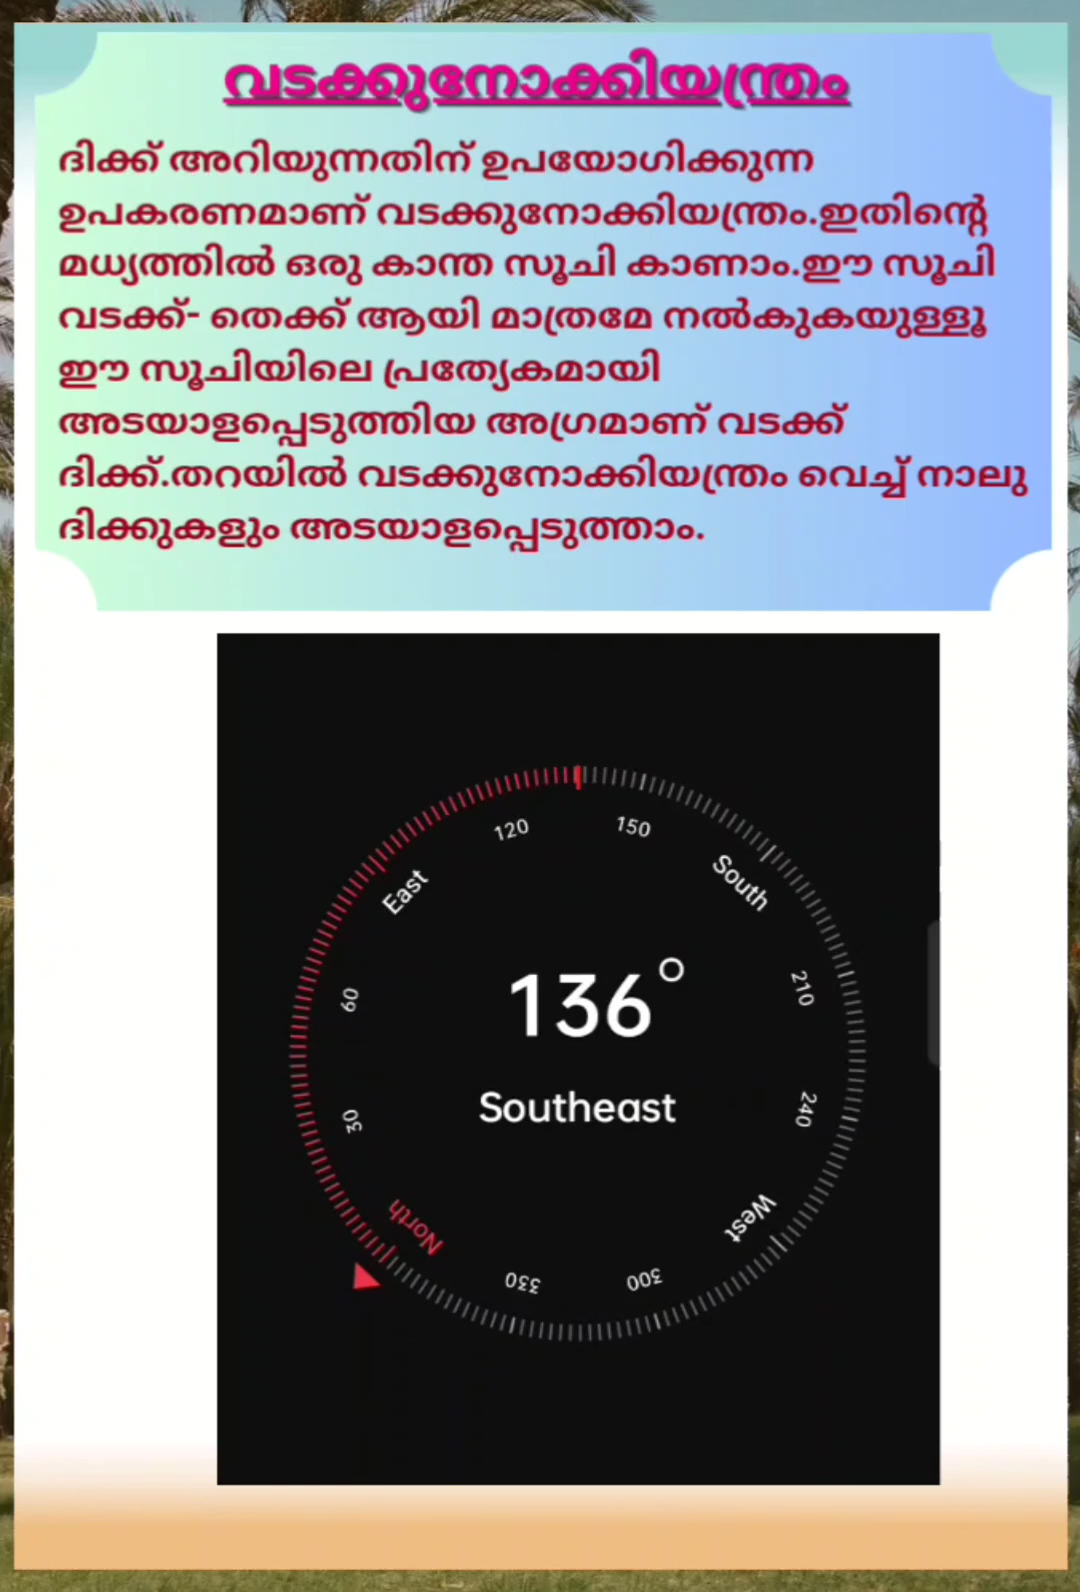 വടക്കുനോക്കിയന്ത്രം
ദിക്ക് അറിയുന്നതിന് ഉപയോഗിക്കുന്ന
ഉപകരണമാണ് വടക്കുനോക്കിയന്ത്രം.ഇതിന്റെ
മധ്യത്തിൽ ഒരു കാന്ത സൂചി കാണാം.ഈ സൂചി
വടക്ക്- തെക്ക് ആയി മാത്രമേ നൽകുകയുള്ളൂ
ഈ സൂചിയിലെ പ്രത്യേകമായി
അടയാളപ്പെടുത്തിയ അഗ്രമാണ് വടക്ക്
ദിക്ക്.തറയിൽ വടക്കുനോക്കിയന്ത്രം വെച്ച് നാലു
ദിക്കുകളും അടയാളപ്പെടുത്താം.
120
150
East
South
60
210
136°
Southeast
30
240
North
West
330
300